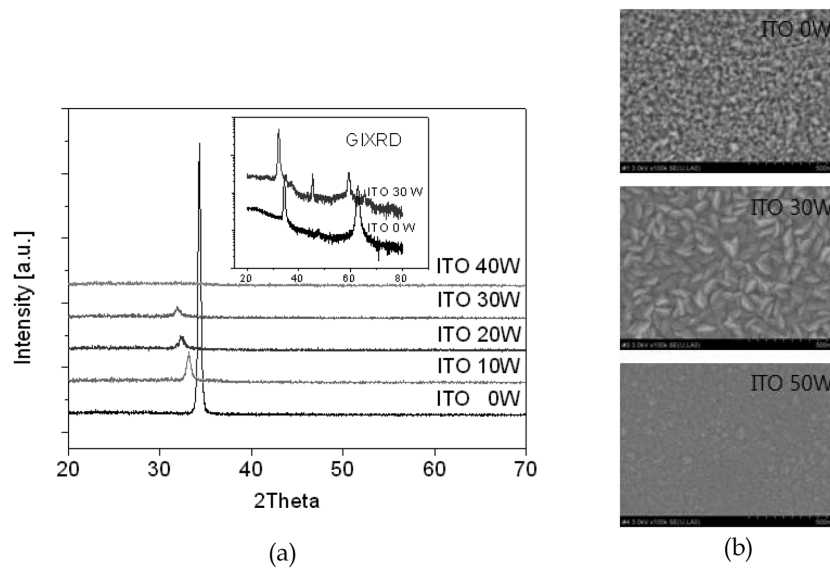 ITO 0W
GIXRD
ITO 30 W
ITO 0 W
20 40 60 80
ITO 40W
ITO 30W
ITO 20W
ITO 10W
ITO 0W
Intensity [a.u.]
20 30 40 50 60 70
2Theta
(a)
ITO 30W
ITO 50W
(b)